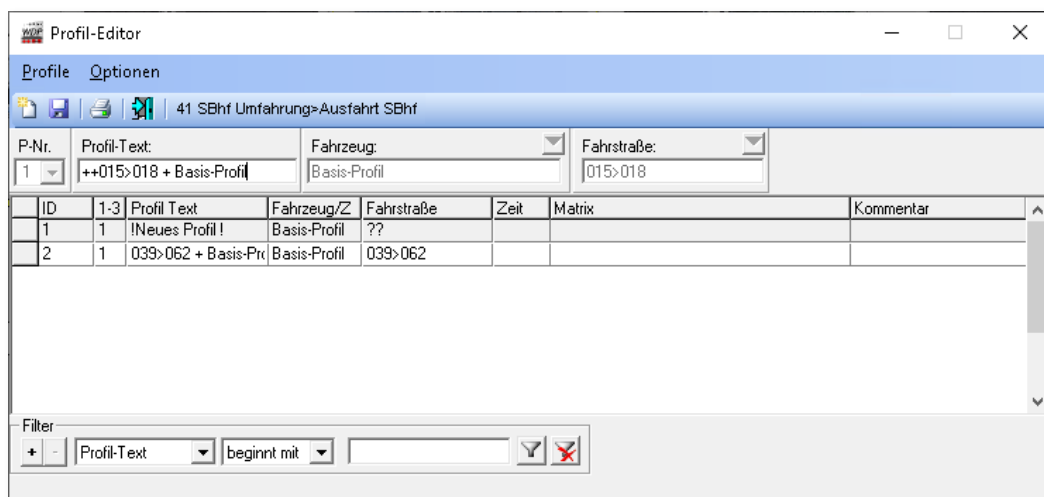 WDP Profil-Editor
Profile Optionen
41 SBhf Umfahrung>Ausfahrt SBhf
P-Nr. Profil-Text: Fahrzeug: Fahrstraße:
1 ++015>018 + Basis-Profil Basis-Profil 015>018
ID 1-3 Profil Text Fahrzeug/Z Fahrstraße Zeit Matrix Kommentar
1 1 !Neues Profil ! Basis-Profil ??
2 1 039>062 + Basis-Pro Basis-Profil 039>062
Filter
+ - Profil-Text beginnt mit